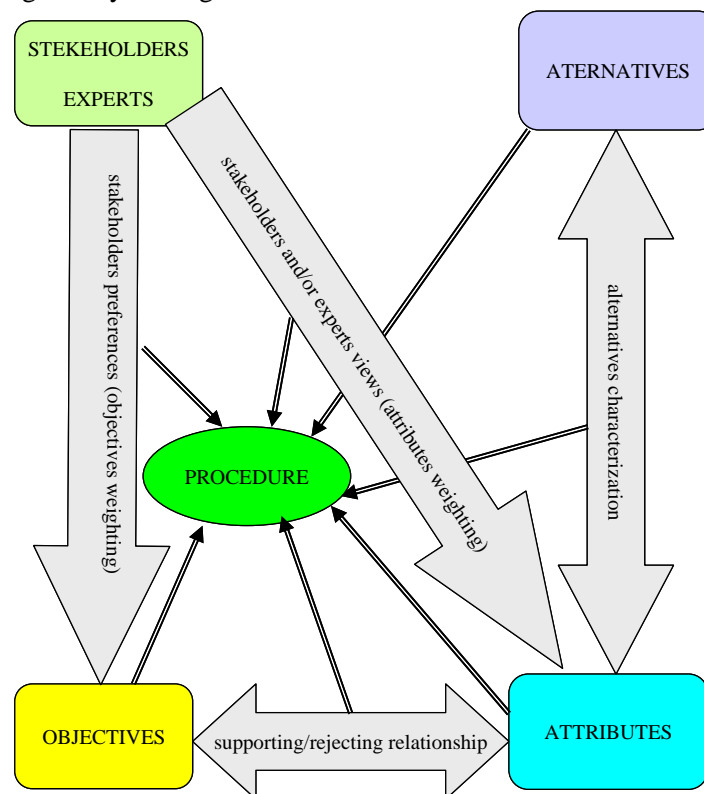 STEKEHOLDERS
EXPERTS
ATERNATIVES
stakeholders preferences (objectives weighting)
stakeholders and/or experts views (attributes weighting)
alternatives characterization
PROCEDURE
OBJECTIVES
supporting/rejecting relationship
ATTRIBUTES